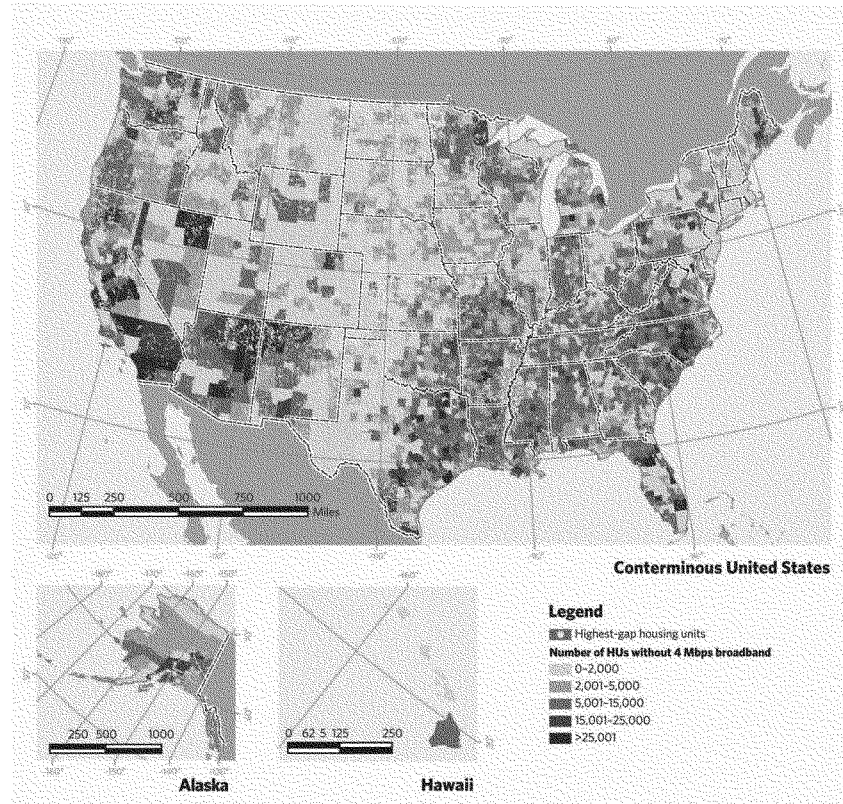 0 125 250 500 750 1000
Miles
Conterminous United States
250 500 1000
Alaska
0 62 5 125 250
Hawaii
Legend
Highest-gap housing units
Number of HUs without 4 Mbps broadband
0–2,000
2,001–5,000
5,001–15,000
15,001–25,000
>25,001